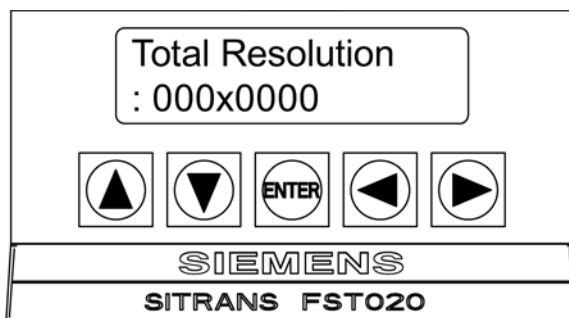 Total Resolution
: 000x0000
ENTER
SIEMENS
SITRANS FST020